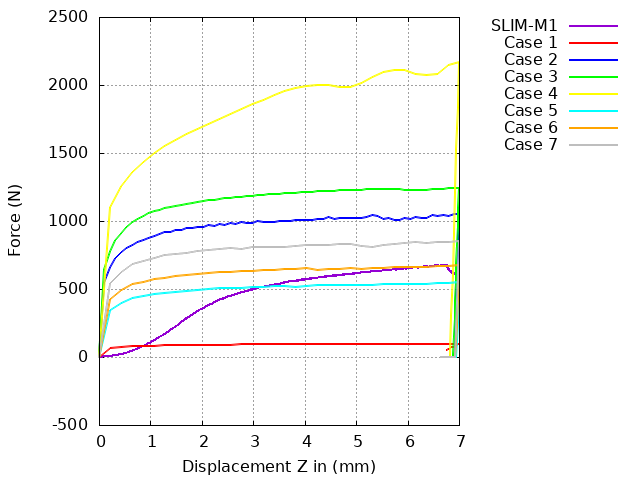 2500
2000
1500
1000
500
0
-500
0 1 2 3 4 5 6 7
Force (N)
Displacement Z in (mm)
SLIM-M1
Case 1
Case 2
Case 3
Case 4
Case 5
Case 6
Case 7